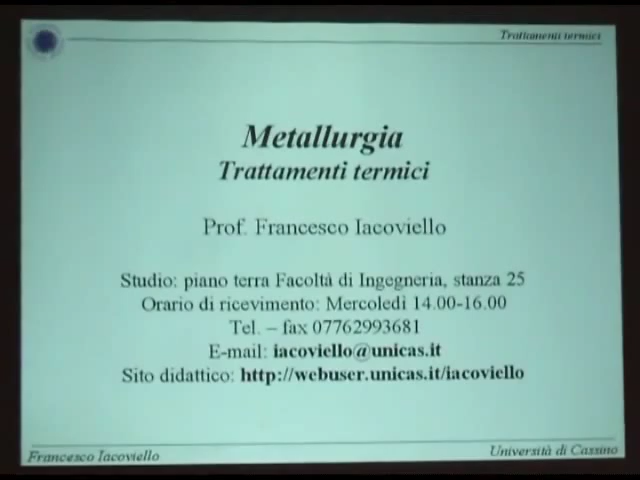 Trattamenti termici
Metallurgia
Trattamenti termici
Prof. Francesco Iacoviello
Studio: piano terra Facoltà di Ingegneria, stanza 25
Orario di ricevimento: Mercoledì 14.00-16.00
Tel. – fax 07762993681
E-mail: iacoviello@unicas.it
Sito didattico: http://webuser.unicas.it/iacoviello
Francesco Iacoviello
Università di Cassino